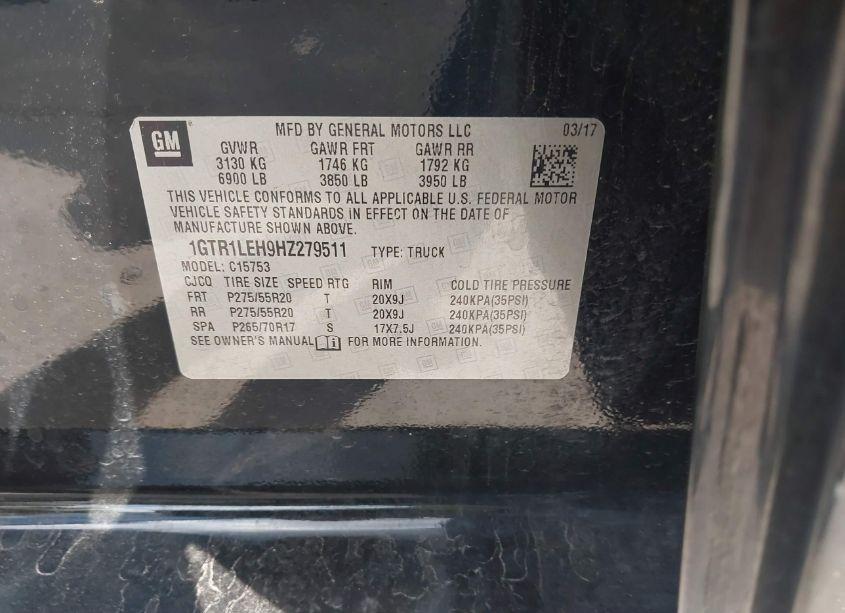 GM
MFD BY GENERAL MOTORS LLC 03/17
GVWR GAWR FRT GAWR RR
3130 KG 1746 KG 1792 KG
6900 LB 3850 LB 3950 LB
THIS VEHICLE CONFORMS TO ALL APPLICABLE U.S. FEDERAL MOTOR
VEHICLE SAFETY STANDARDS IN EFFECT ON THE DATE OF
MANUFACTURE SHOWN ABOVE.
1GTR1LEH9HZ279511 TYPE: TRUCK
MODEL: C15753
CJCQ TIRE SIZE SPEED RTG RIM COLD TIRE PRESSURE
FRT P275/55R20 T 20X9J 240KPA(35PSI)
RR P275/55R20 T 20X9J 240KPA(35PSI)
SPA P265/70R17 S 17X7.5J 240KPA(35PSI)
SEE OWNER'S MANUAL FOR MORE INFORMATION.